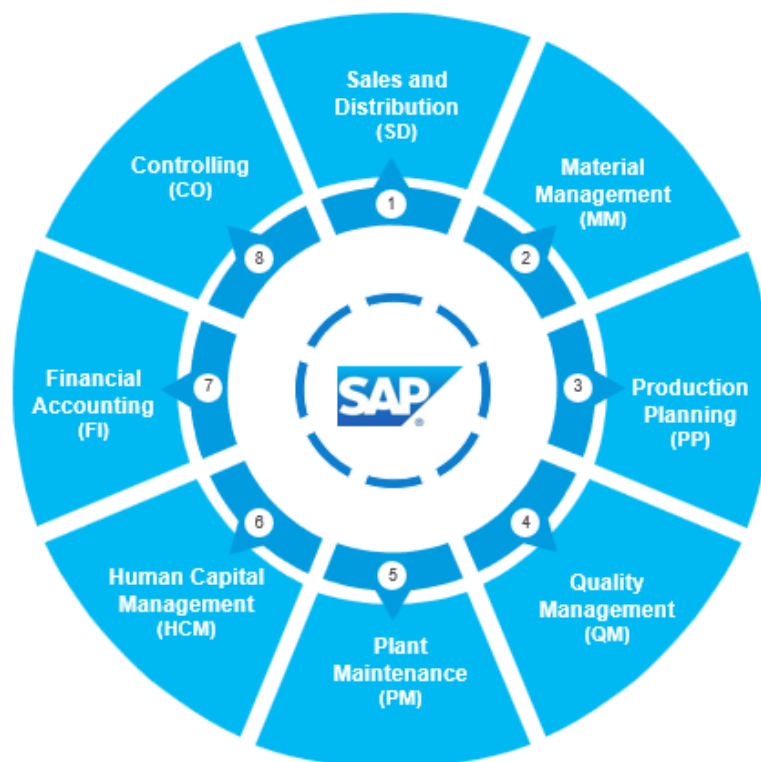 Sales and
Distribution
(SD)
1
Material
Management
(MM)
2
Production
Planning
(PP)
3
Quality
Management
(QM)
4
Plant
Maintenance
(PM)
5
Human Capital
Management
(HCM)
6
Financial
Accounting
(FI)
7
Controlling
(CO)
8
SAP
®